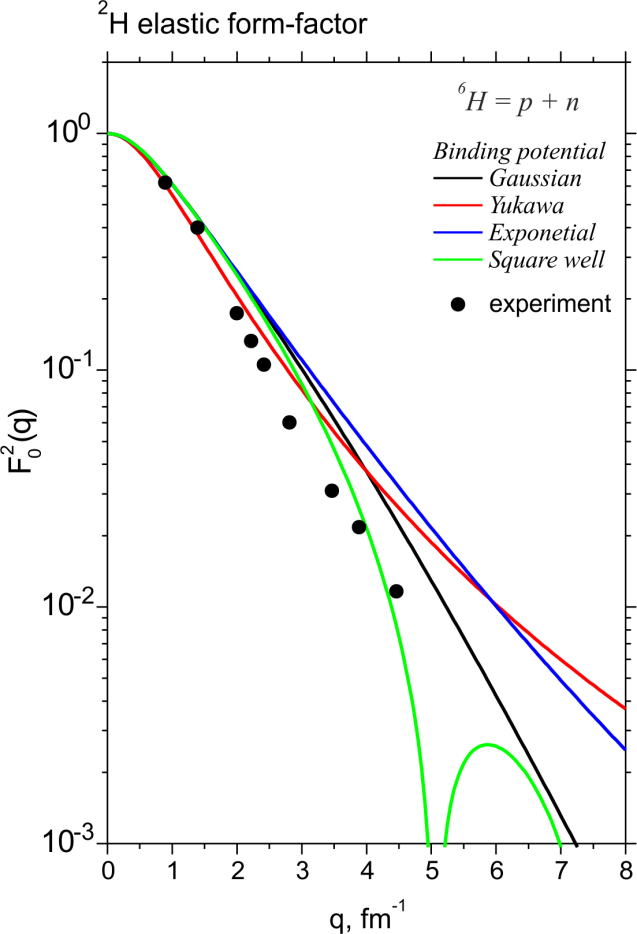 ²H elastic form-factor
⁶H = p + n
Binding potential
Gaussian
Yukawa
Exponetial
Square well
experiment
10⁰
10⁻¹
10⁻²
10⁻³
F₀²(q)
0 1 2 3 4 5 6 7 8
q, fm⁻¹